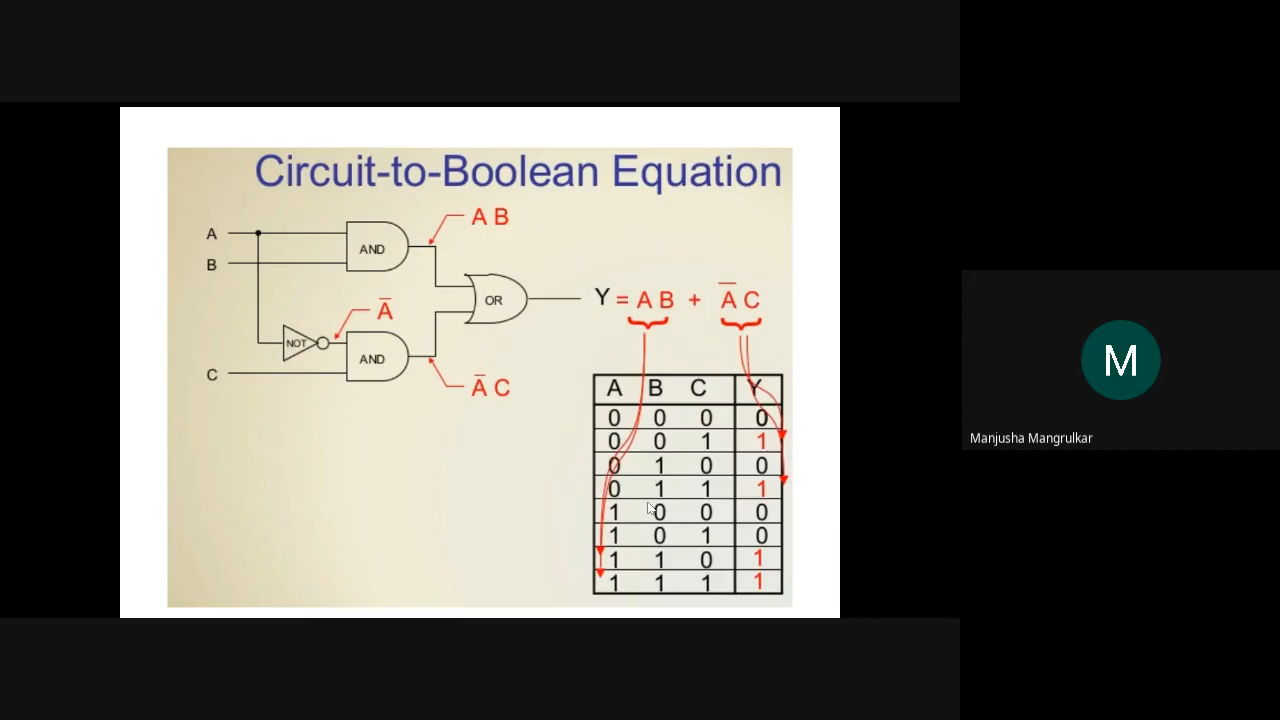 Circuit-to-Boolean Equation
A B
A
AND
B
OR
Y = A B + A̅ C
A̅
NOT
AND
C
A̅ C
A B C Y
0 0 0 0
0 0 1 1
0 1 0 0
0 1 1 1
1 0 0 0
1 0 1 0
1 1 0 1
1 1 1 1
M
Manjusha Mangrulkar